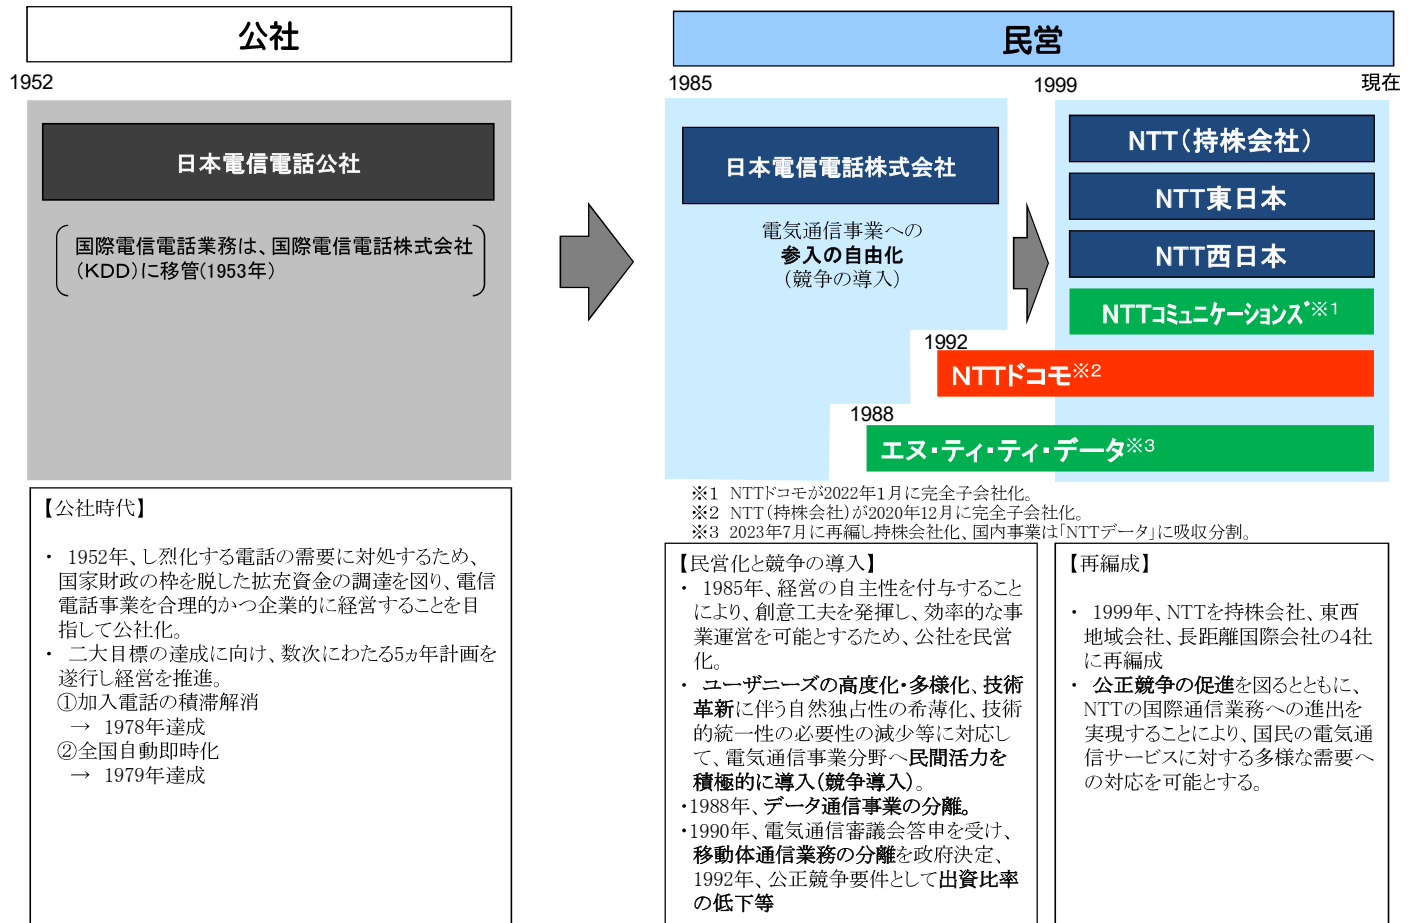 公社
1952
日本電信電話公社
国際電信電話業務は、国際電信電話株式会社
(KDD)に移管(1953年)
民営
1985
1999
現在
日本電信電話株式会社
電気通信事業への
参入の自由化
(競争の導入)
NTT(持株会社)
NTT東日本
NTT西日本
NTTコミュニケーションズ※1
1992
NTTドコモ※2
1988
エヌ・ティ・ティ・データ※3
※1 NTTドコモが2022年1月に完全子会社化。
※2 NTT(持株会社)が2020年12月に完全子会社化。
※3 2023年7月に再編し持株会社化、国内事業は「NTTデータ」に吸収分割。
【公社時代】
・ 1952年、し烈化する電話の需要に対処するため、
国家財政の枠を脱した拡充資金の調達を図り、電信
電話事業を合理的かつ企業的に経営することを目
指して公社化。
・ 二大目標の達成に向け、数次にわたる5ヵ年計画を
遂行し経営を推進。
①加入電話の積滞解消
→ 1978年達成
②全国自動即時化
→ 1979年達成
【民営化と競争の導入】
・ 1985年、経営の自主性を付与すること
により、創意工夫を発揮し、効率的な事
業運営を可能とするため、公社を民営
化。
・ ユーザニーズの高度化・多様化、技術
革新に伴う自然独占性の希薄化、技術
的統一性の必要性の減少等に対応し
て、電気通信事業分野へ民間活力を
積極的に導入(競争導入)。
・1988年、データ通信事業の分離。
・1990年、電気通信審議会答申を受け、
移動体通信業務の分離を政府決定、
1992年、公正競争要件として出資比率
の低下等
【再編成】
・ 1999年、NTTを持株会社、東西
地域会社、長距離国際会社の4社
に再編成
・ 公正競争の促進を図るとともに、
NTTの国際通信業務への進出を
実現することにより、国民の電気通
信サービスに対する多様な需要へ
の対応を可能とする。